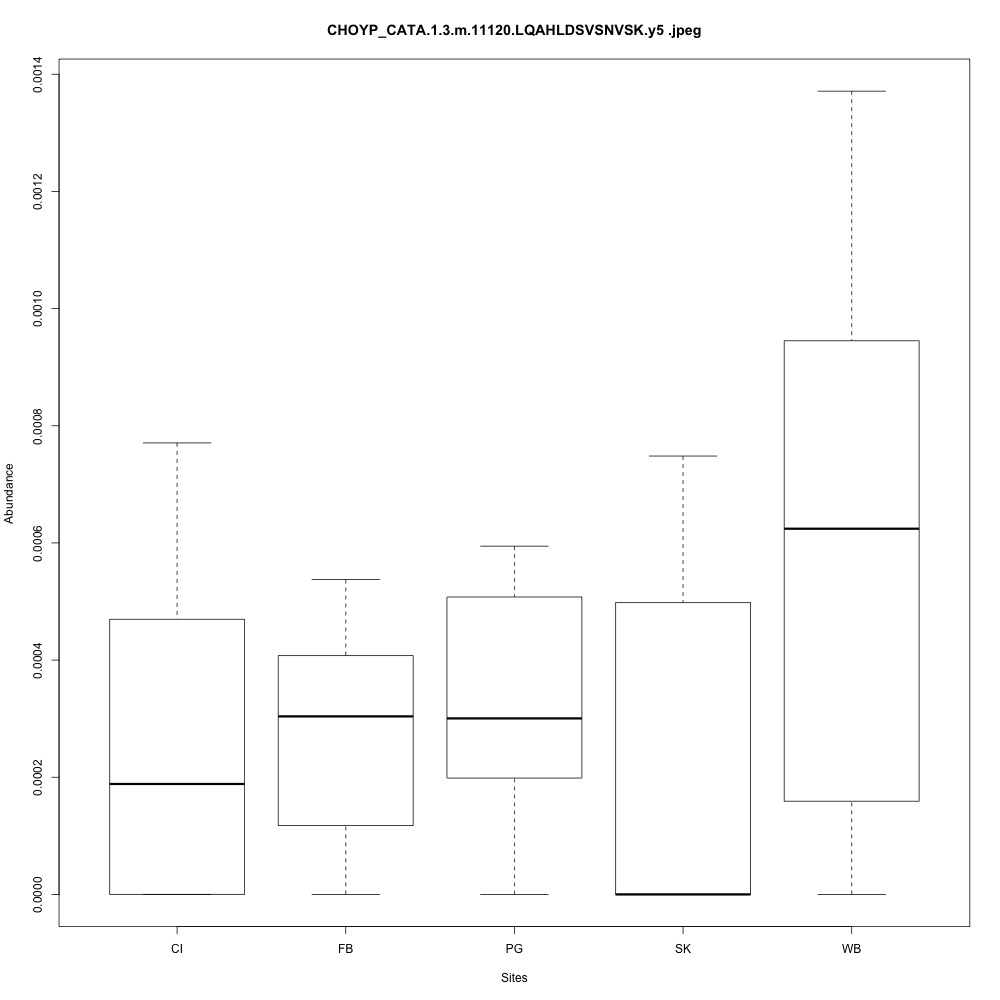 CHOYP_CATA.1.3.m.11120.LQAHLDSVSNVSK.y5 .jpeg
Abundance
0.0014
0.0012
0.0010
0.0008
0.0006
0.0004
0.0002
0.0000
CI FB PG SK WB
Sites